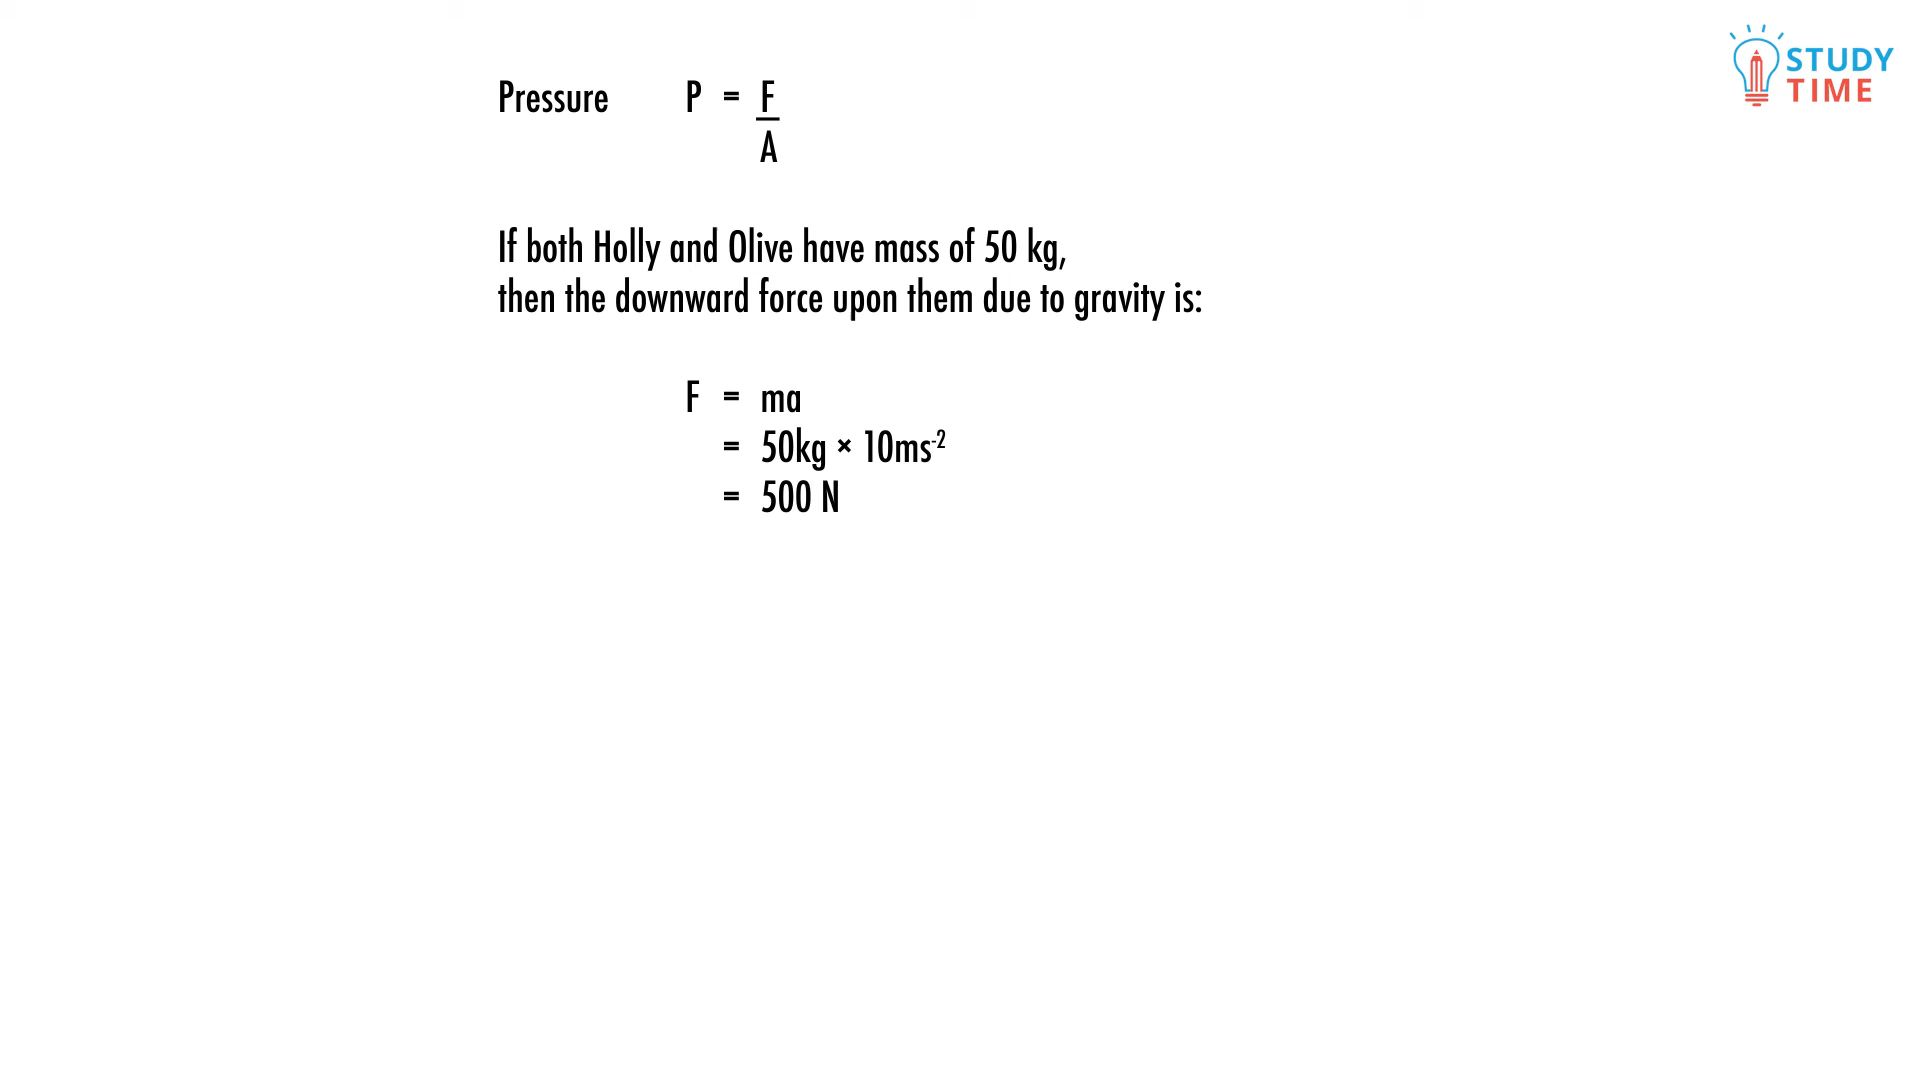 STUDY
TIME
Pressure P = F
A
If both Holly and Olive have mass of 50 kg,
then the downward force upon them due to gravity is:
F = ma
= 50kg × 10ms⁻²
= 500 N